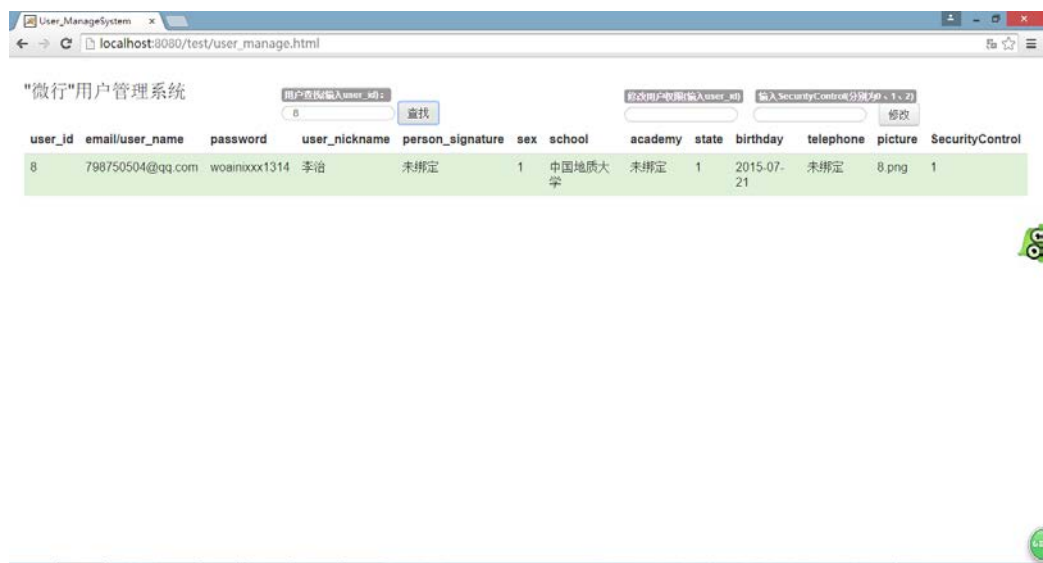 User_ManageSystem
localhost:8080/test/user_manage.html
"微行"用户管理系统
用户查找(输入user_id)：
修改用户权限(输入user_id)
输入SecurityControl(分别为0、1、2)
8
查找
修改
user_id email/user_name password user_nickname person_signature sex school academy state birthday telephone picture SecurityControl
8 798750504@qq.com woainixxx1314 李治 未绑定 1 中国地质大学 未绑定 1 2015-07-21 未绑定 8.png 1